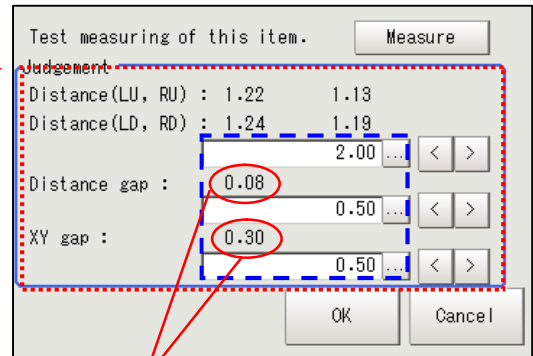 Test measuring of this item. Measure
Judgement
Distance(LU, RU) : 1.22 1.13
Distance(LD, RD) : 1.24 1.19
2.00 ... < >
Distance gap : 0.08
0.50 ... < >
XY gap : 0.30
0.50 ... < >
OK Cancel